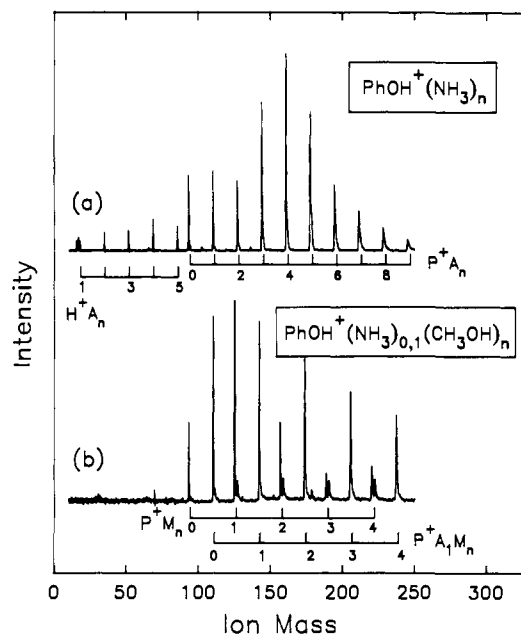 PhOH⁺(NH₃)ₙ
(a)
0 2 4 6 8 P⁺Aₙ
1 3 5
H⁺Aₙ
PhOH⁺(NH₃)₀,₁(CH₃OH)ₙ
(b)
P⁺Mₙ 0 1 2 3 4
0 1 2 3 4 P⁺A₁Mₙ
Intensity
0 50 100 150 200 250 300
Ion Mass